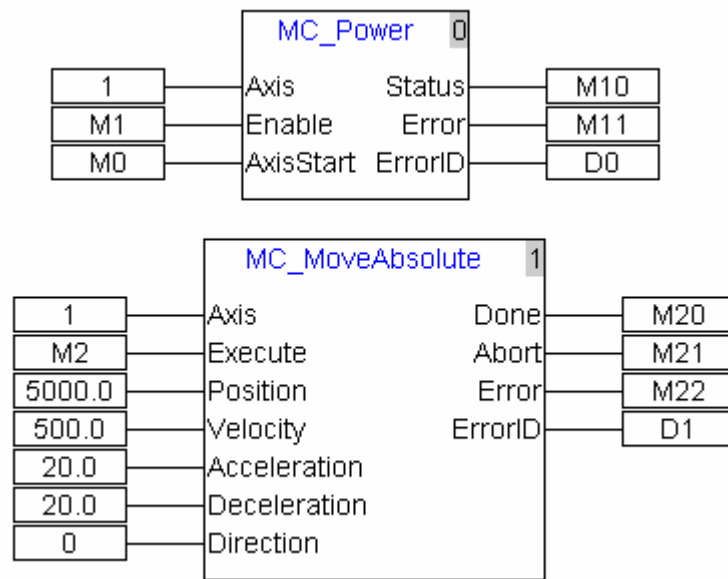 MC_Power 0
1 Axis Status M10
M1 Enable Error M11
M0 AxisStart ErrorID D0
MC_MoveAbsolute 1
1 Axis Done M20
M2 Execute Abort M21
5000.0 Position Error M22
500.0 Velocity ErrorID D1
20.0 Acceleration
20.0 Deceleration
0 Direction